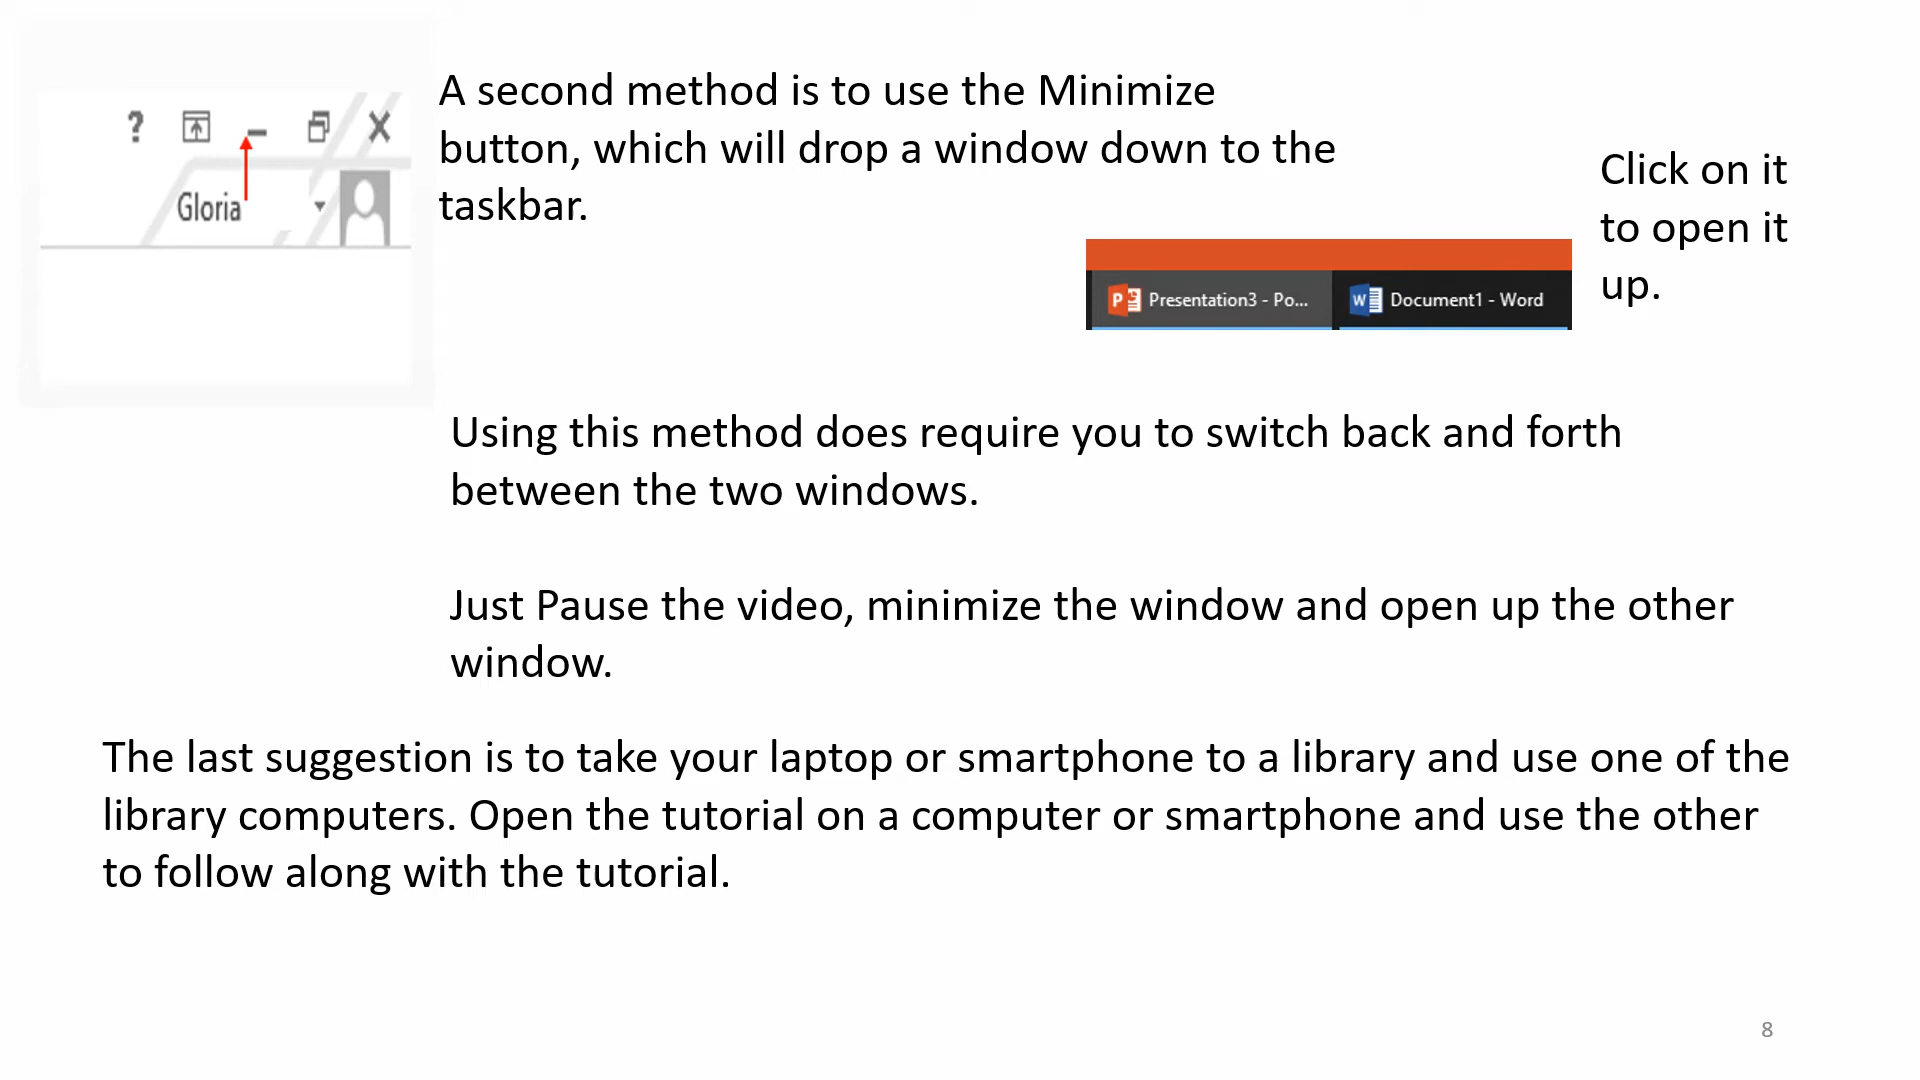 ?
Gloria
A second method is to use the Minimize
button, which will drop a window down to the
taskbar.
Click on it
to open it
up.
Presentation3 - Po...
Document1 - Word
Using this method does require you to switch back and forth
between the two windows.
Just Pause the video, minimize the window and open up the other
window.
The last suggestion is to take your laptop or smartphone to a library and use one of the
library computers. Open the tutorial on a computer or smartphone and use the other
to follow along with the tutorial.
8